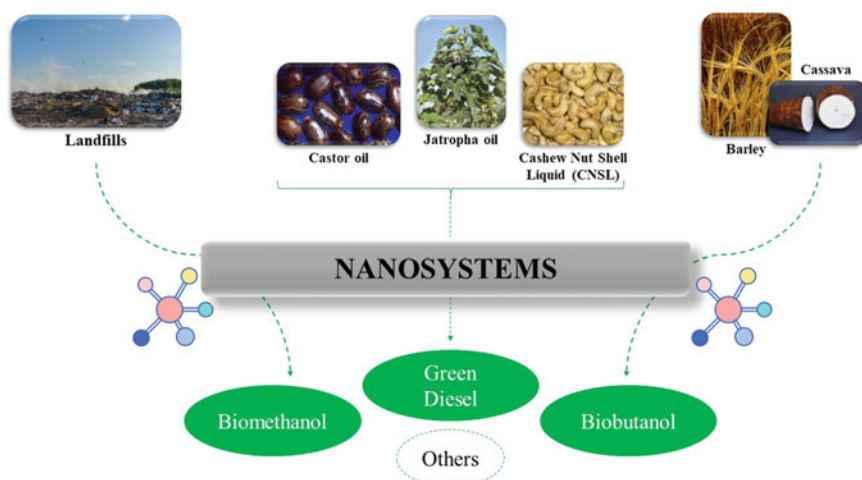 Landfills
Castor oil
Jatropha oil
Cashew Nut Shell
Liquid (CNSL)
Barley
Cassava
NANOSYSTEMS
Biomethanol
Green
Diesel
Biobutanol
Others